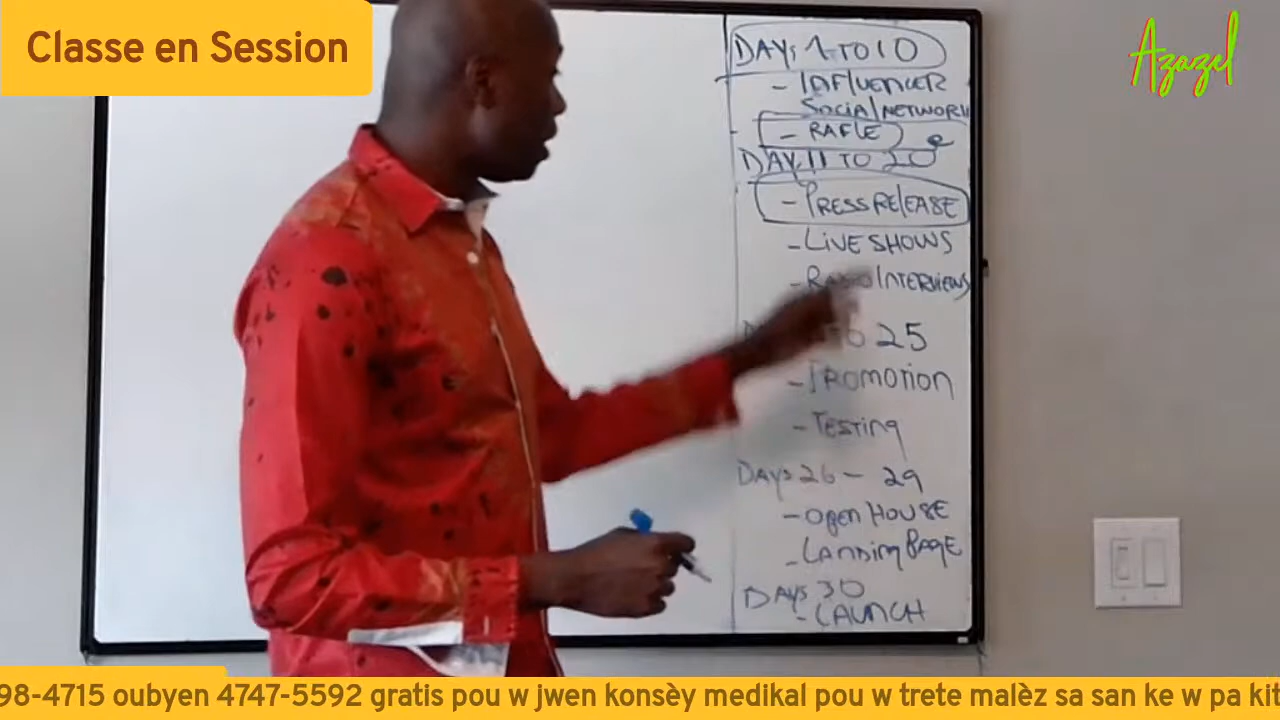 Classe en Session
Azazel
DAYS 1 TO 10
- INFLUENCER
- SOCIAL NETWORK
- RAFLE
DAY 11 TO 20
- PRESS RELEASE
- LIVE SHOWS
- RADIO INTERVIEWS
25
- PROMOTION
- TESTING
DAYS 26 - 29
- OPEN HOUSE
- LANDING PAGE
DAYS 30
- LAUNCH
98-4715 oubyen 4747-5592 gratis pou w jwen konsèy medikal pou w trete malèz sa san ke w pa kit